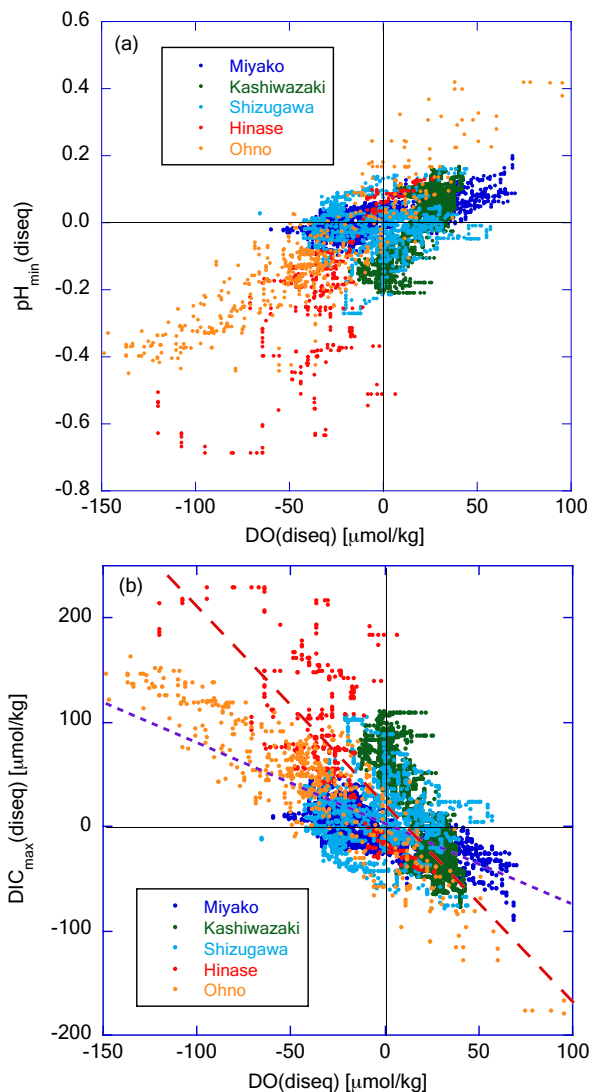 (a)
Miyako
Kashiwazaki
Shizugawa
Hinase
Ohno
0.6
0.4
0.2
0.0
-0.2
-0.4
-0.6
-0.8
pH_min(diseq)
-150 -100 -50 0 50 100
DO(diseq) [μmol/kg]
(b)
200
100
0
-100
-200
DIC_max(diseq) [μmol/kg]
Miyako
Kashiwazaki
Shizugawa
Hinase
Ohno
-150 -100 -50 0 50 100
DO(diseq) [μmol/kg]